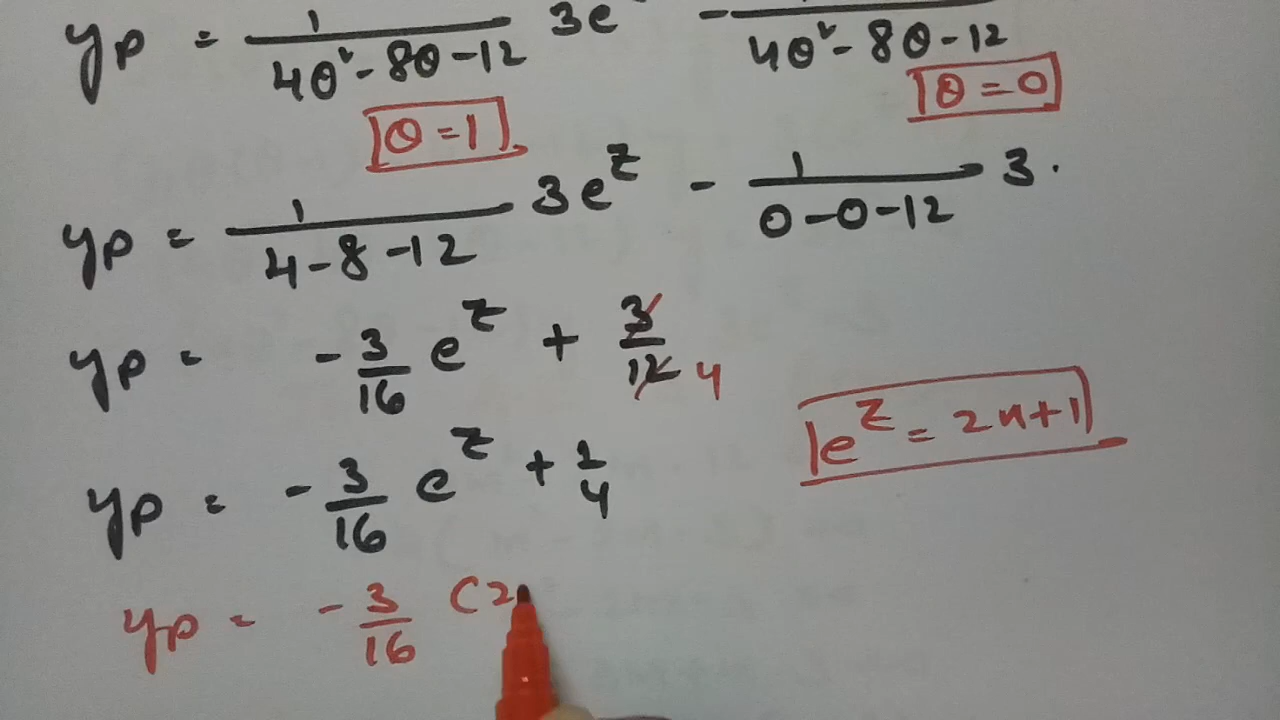 yp = 1/(4θ² - 8θ - 12) 3e - 1/(4θ² - 8θ - 12)
θ = 1 θ = 0
yp = 1/(4 - 8 - 12) 3e^z - 1/(0 - 0 - 12) 3.
yp = - 3/16 e^z + 3/12 4
e^z = 2x+1
yp = - 3/16 e^z + 1/4
yp = - 3/16 (2